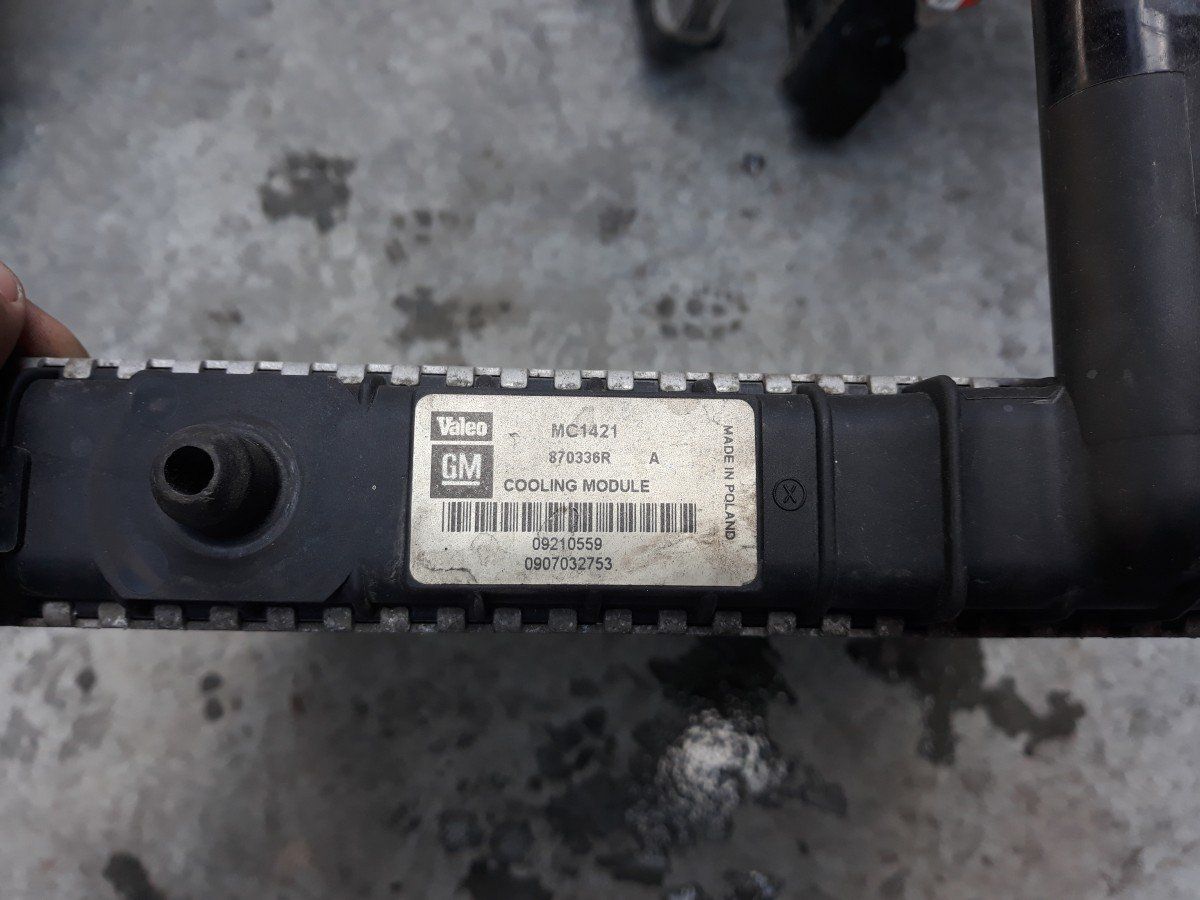 Valeo
GM
MC1421
870336R A
COOLING MODULE
09210559
0907032753
MADE IN POLAND
X